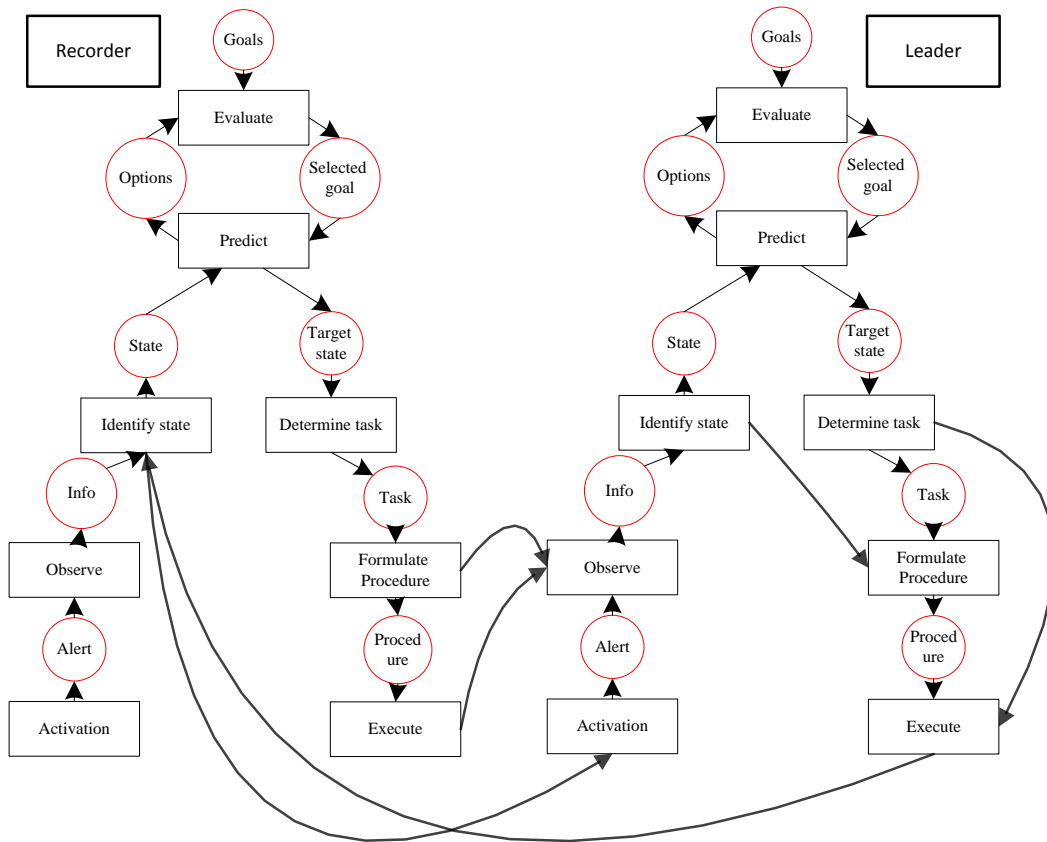 Recorder
Goals
Evaluate
Options
Selected
goal
Predict
State
Target
state
Identify state
Determine task
Info
Task
Observe
Formulate
Procedure
Alert
Proced
ure
Activation
Execute
Leader
Goals
Evaluate
Options
Selected
goal
Predict
State
Target
state
Identify state
Determine task
Info
Task
Observe
Formulate
Procedure
Alert
Proced
ure
Activation
Execute